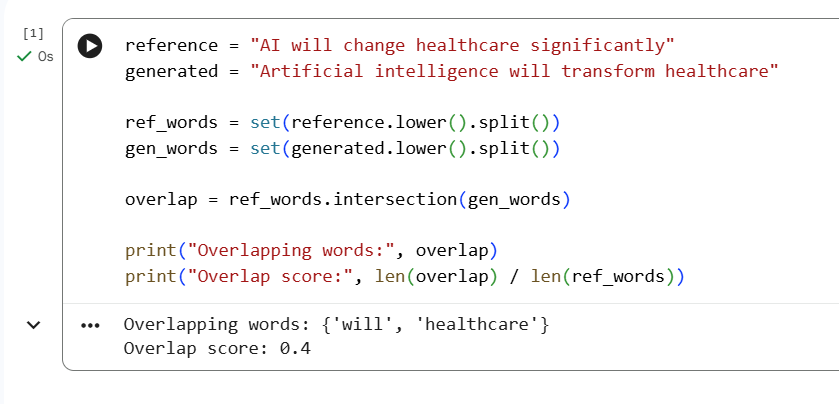 [1]
0s
reference = "AI will change healthcare significantly"
generated = "Artificial intelligence will transform healthcare"
ref_words = set(reference.lower().split())
gen_words = set(generated.lower().split())
overlap = ref_words.intersection(gen_words)
print("Overlapping words:", overlap)
print("Overlap score:", len(overlap) / len(ref_words))
Overlapping words: {'will', 'healthcare'}
Overlap score: 0.4